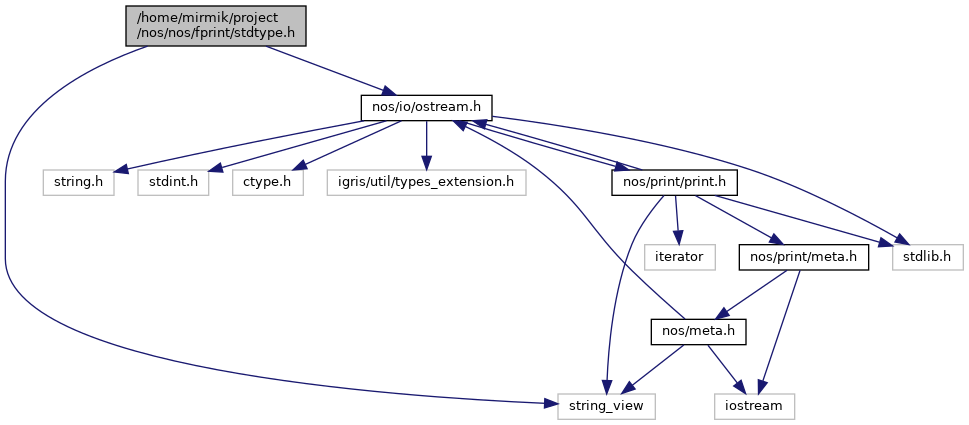 /home/mirmik/project
/nos/nos/fprint/stdtype.h
nos/io/ostream.h
string.h
stdint.h
ctype.h
igris/util/types_extension.h
nos/print/print.h
iterator
nos/print/meta.h
stdlib.h
nos/meta.h
string_view
iostream